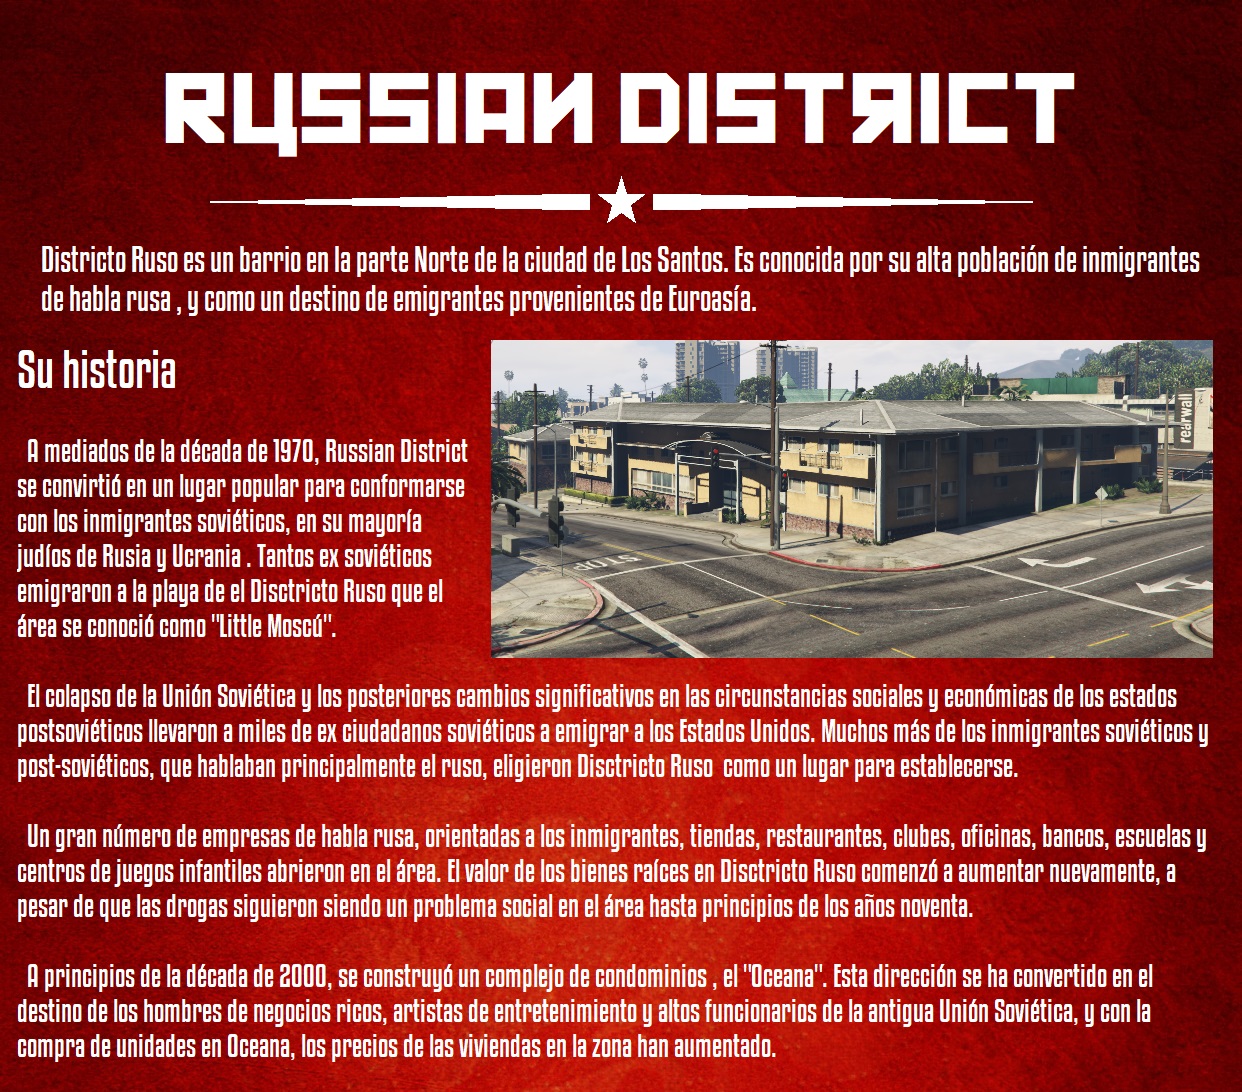 RUSSIAN DISTRICT
Districto Ruso es un barrio en la parte Norte de la ciudad de Los Santos. Es conocida por su alta población de inmigrantes
de habla rusa , y como un destino de emigrantes provenientes de Euroasía.
Su historia
A mediados de la década de 1970, Russian District
se convirtió en un lugar popular para conformarse
con los inmigrantes soviéticos, en su mayoría
judíos de Rusia y Ucrania . Tantos ex soviéticos
emigraron a la playa de el Disctricto Ruso que el
área se conoció como "Little Moscú".
rearwall
STOP
El colapso de la Unión Soviética y los posteriores cambios significativos en las circunstancias sociales y económicas de los estados
postsoviéticos llevaron a miles de ex ciudadanos soviéticos a emigrar a los Estados Unidos. Muchos más de los inmigrantes soviéticos y
post-soviéticos, que hablaban principalmente el ruso, eligieron Disctricto Ruso  como un lugar para establecerse.
Un gran número de empresas de habla rusa, orientadas a los inmigrantes, tiendas, restaurantes, clubes, oficinas, bancos, escuelas y
centros de juegos infantiles abrieron en el área. El valor de los bienes raíces en Disctricto Ruso comenzó a aumentar nuevamente, a
pesar de que las drogas siguieron siendo un problema social en el área hasta principios de los años noventa.
A principios de la década de 2000, se construyó un complejo de condominios , el "Oceana". Esta dirección se ha convertido en el
destino de los hombres de negocios ricos, artistas de entretenimiento y altos funcionarios de la antigua Unión Soviética, y con la
compra de unidades en Oceana, los precios de las viviendas en la zona han aumentado.